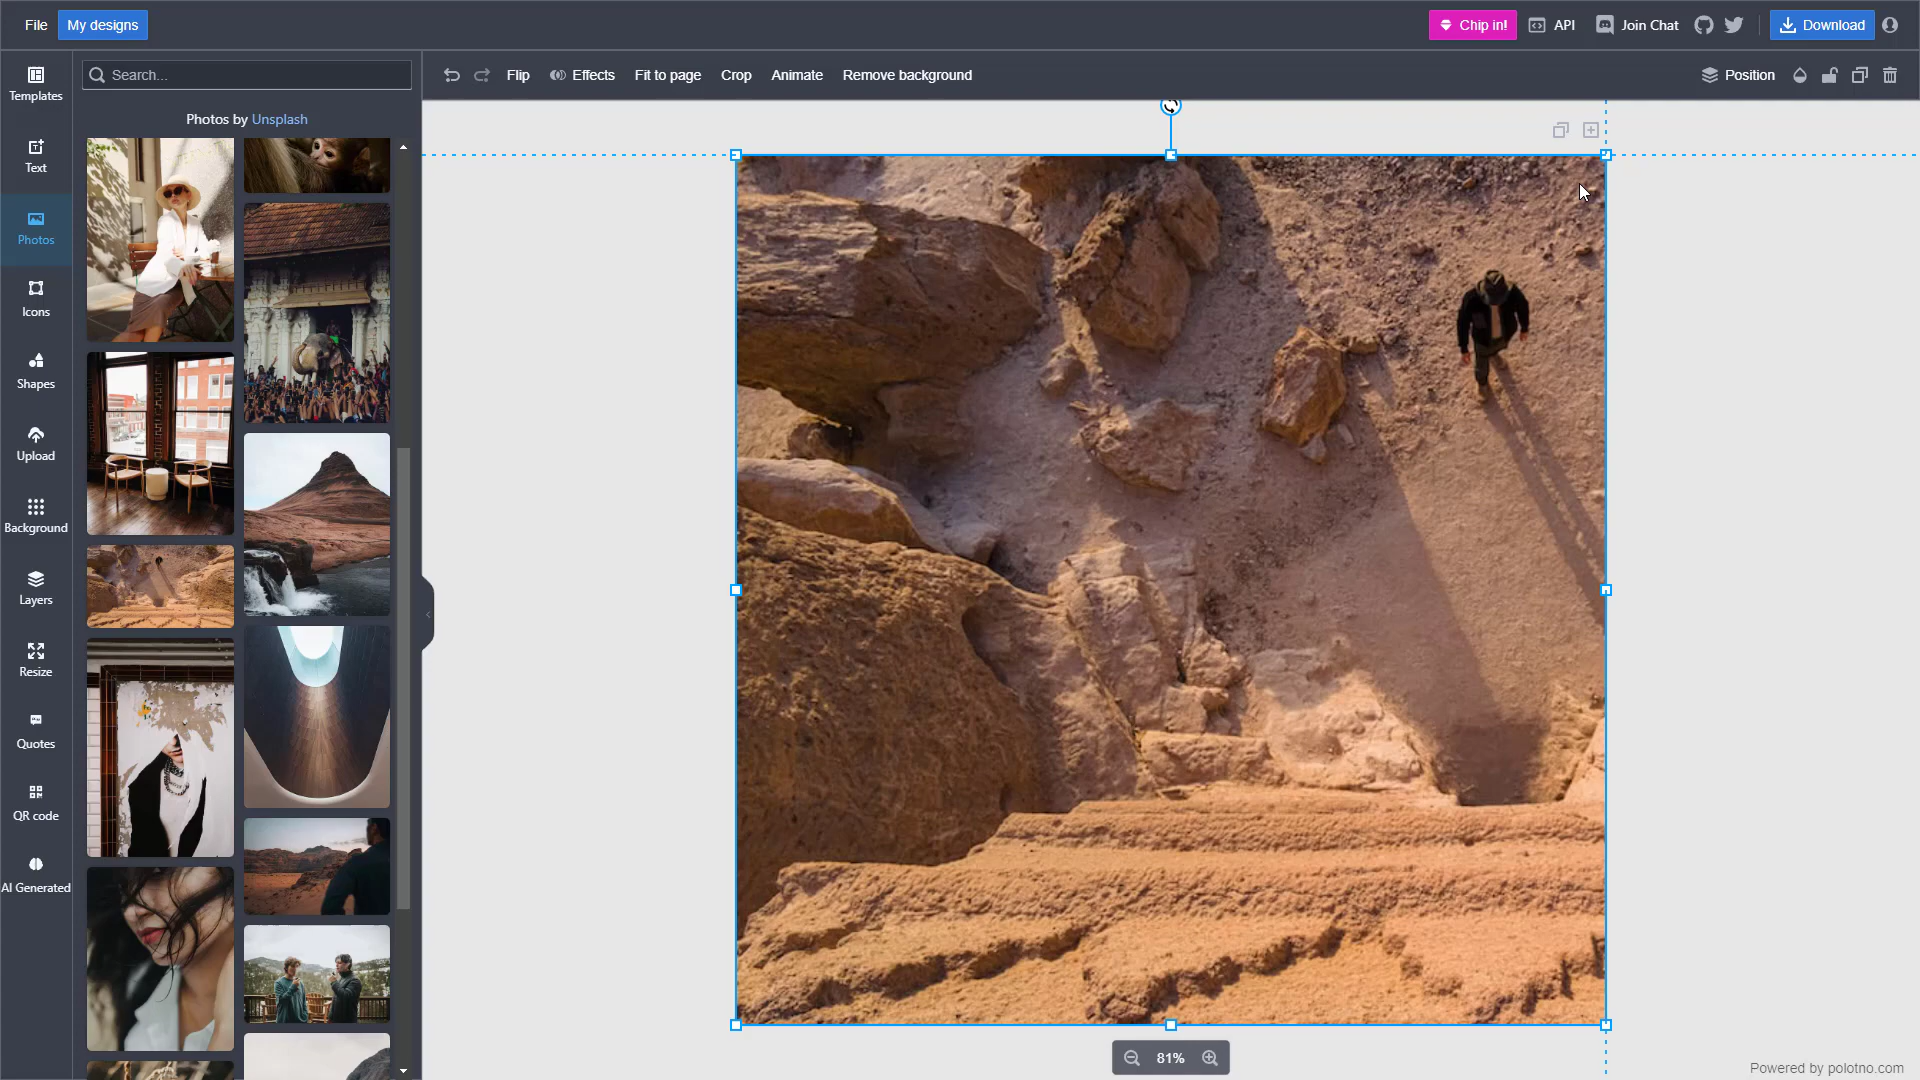 File
My designs
Chip in!
API
Join Chat
Download
Templates
Text
Photos
Icons
Shapes
Upload
Background
Layers
Resize
Quotes
QR code
AI Generated
Search...
Photos by Unsplash
Flip
Effects
Fit to page
Crop
Animate
Remove background
Position
81%
Powered by polotno.com